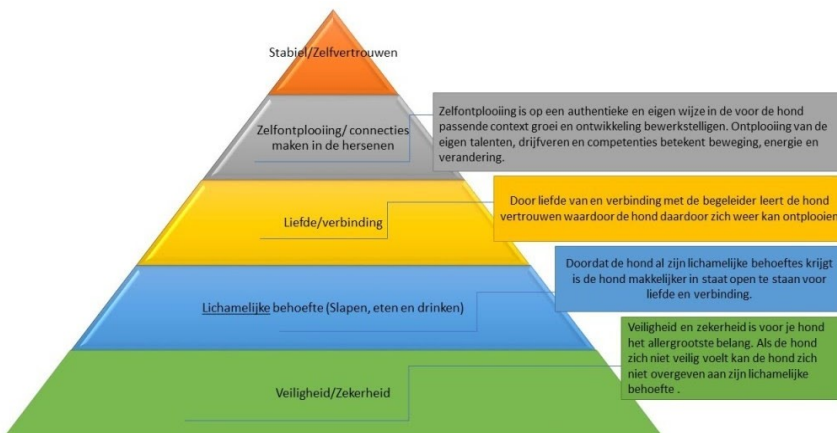 Stabiel/Zelfvertrouwen
Zelfontplooiing/ connecties
maken in de hersenen
Zelfontplooiing is op een authentieke en eigen wijze in de voor de hond
passende context groei en ontwikkeling bewerkstelligen. Ontplooiing van de
eigen talenten, drijfveren en competenties betekent beweging, energie en
verandering.
Liefde/verbinding
Door liefde van en verbinding met de begeleider leert de hond
vertrouwen waardoor de hond daardoor zich weer kan ontplooien
Lichamelijke behoefte (Slapen, eten en drinken)
Doordat de hond al zijn lichamelijke behoeftes krijgt
is de hond makkelijker in staat open te staan voor
liefde en verbinding.
Veiligheid/Zekerheid
Veiligheid en zekerheid is voor je hond
het allergrootste belang. Als de hond
zich niet veilig voelt kan de hond zich
niet overgeven aan zijn lichamelijke
behoefte .